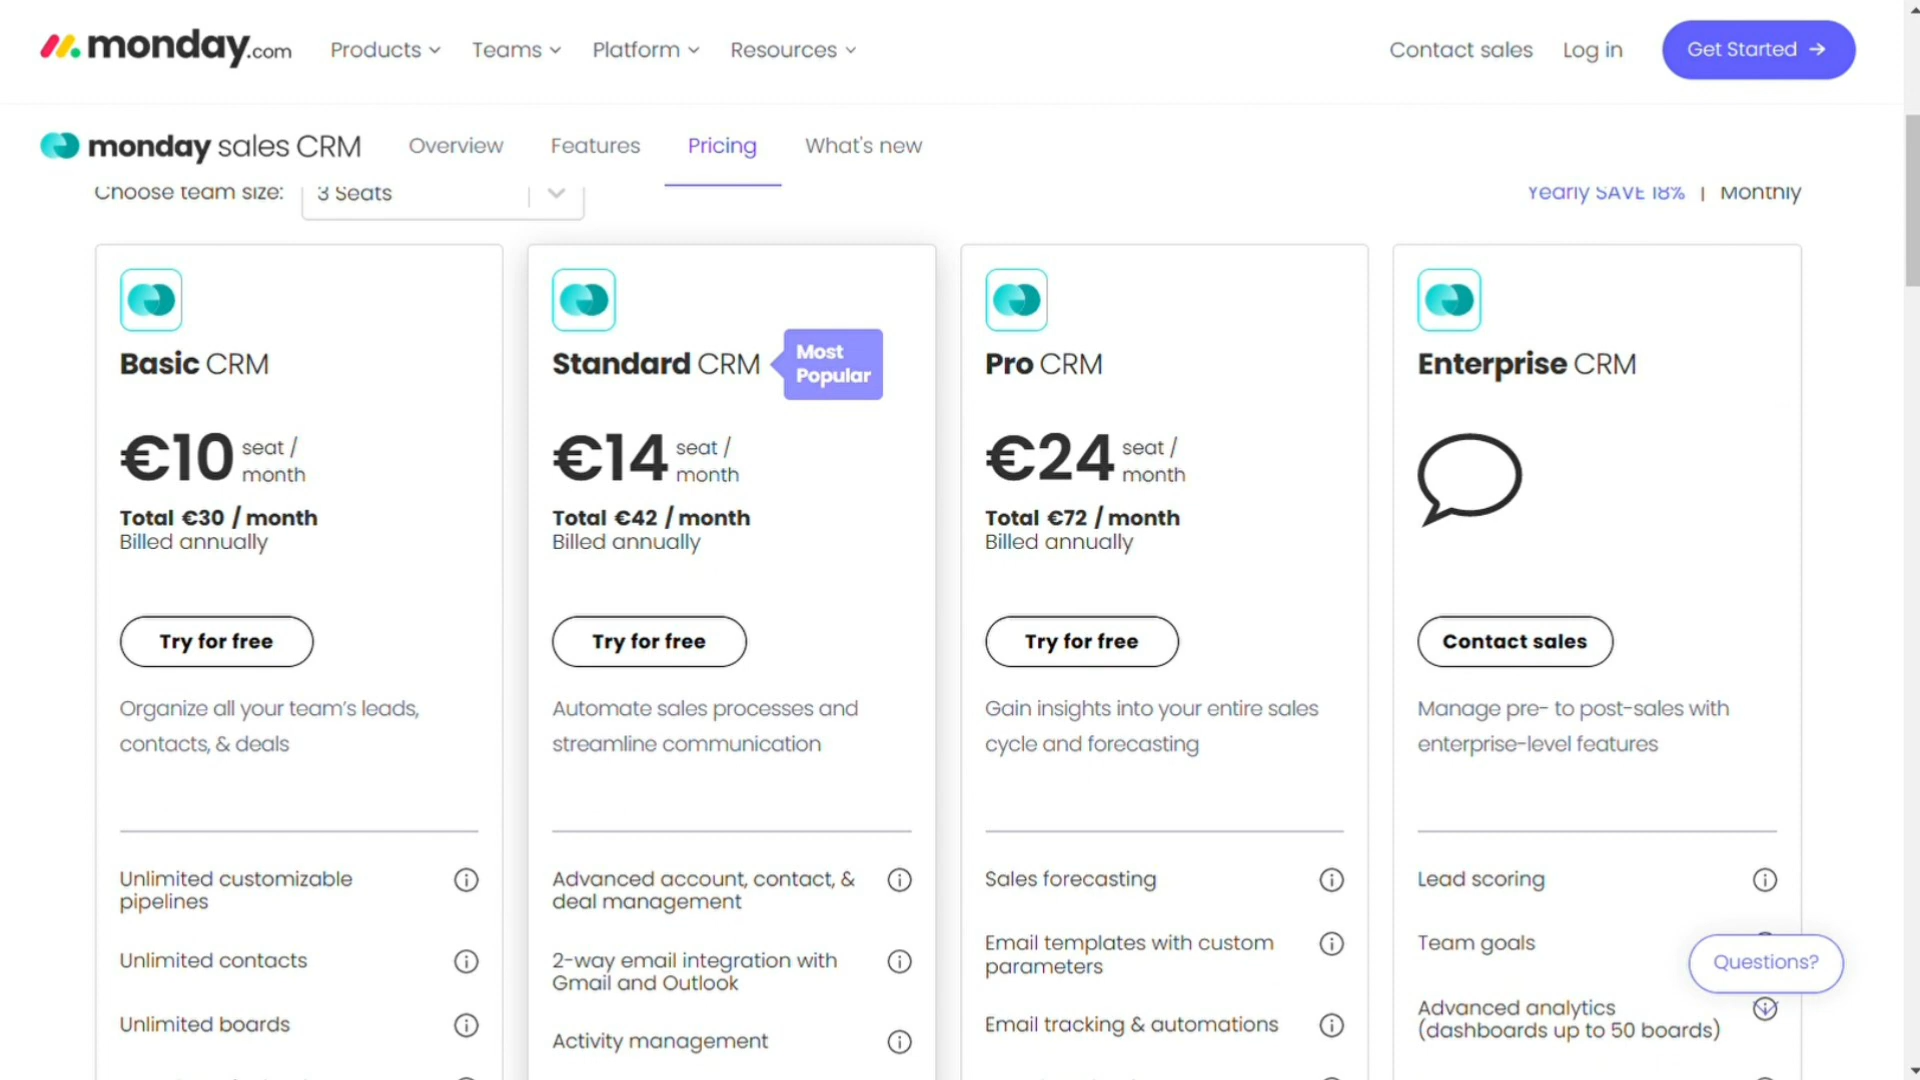 monday.com Products Teams Platform Resources Contact sales Log in Get Started →
monday sales CRM Overview Features Pricing What's new
Choose team size: 3 Seats Yearly SAVE 18% | Monthly
Basic CRM
€10 seat /
month
Total €30 / month
Billed annually
Try for free
Organize all your team's leads,
contacts, & deals
Unlimited customizable
pipelines
Unlimited contacts
Unlimited boards
Standard CRM
Most
Popular
€14 seat /
month
Total €42 / month
Billed annually
Try for free
Automate sales processes and
streamline communication
Advanced account, contact, &
deal management
2-way email integration with
Gmail and Outlook
Activity management
Pro CRM
€24 seat /
month
Total €72 / month
Billed annually
Try for free
Gain insights into your entire sales
cycle and forecasting
Sales forecasting
Email templates with custom
parameters
Email tracking & automations
Enterprise CRM
Contact sales
Manage pre- to post-sales with
enterprise-level features
Lead scoring
Team goals
Advanced analytics
(dashboards up to 50 boards)
Questions?